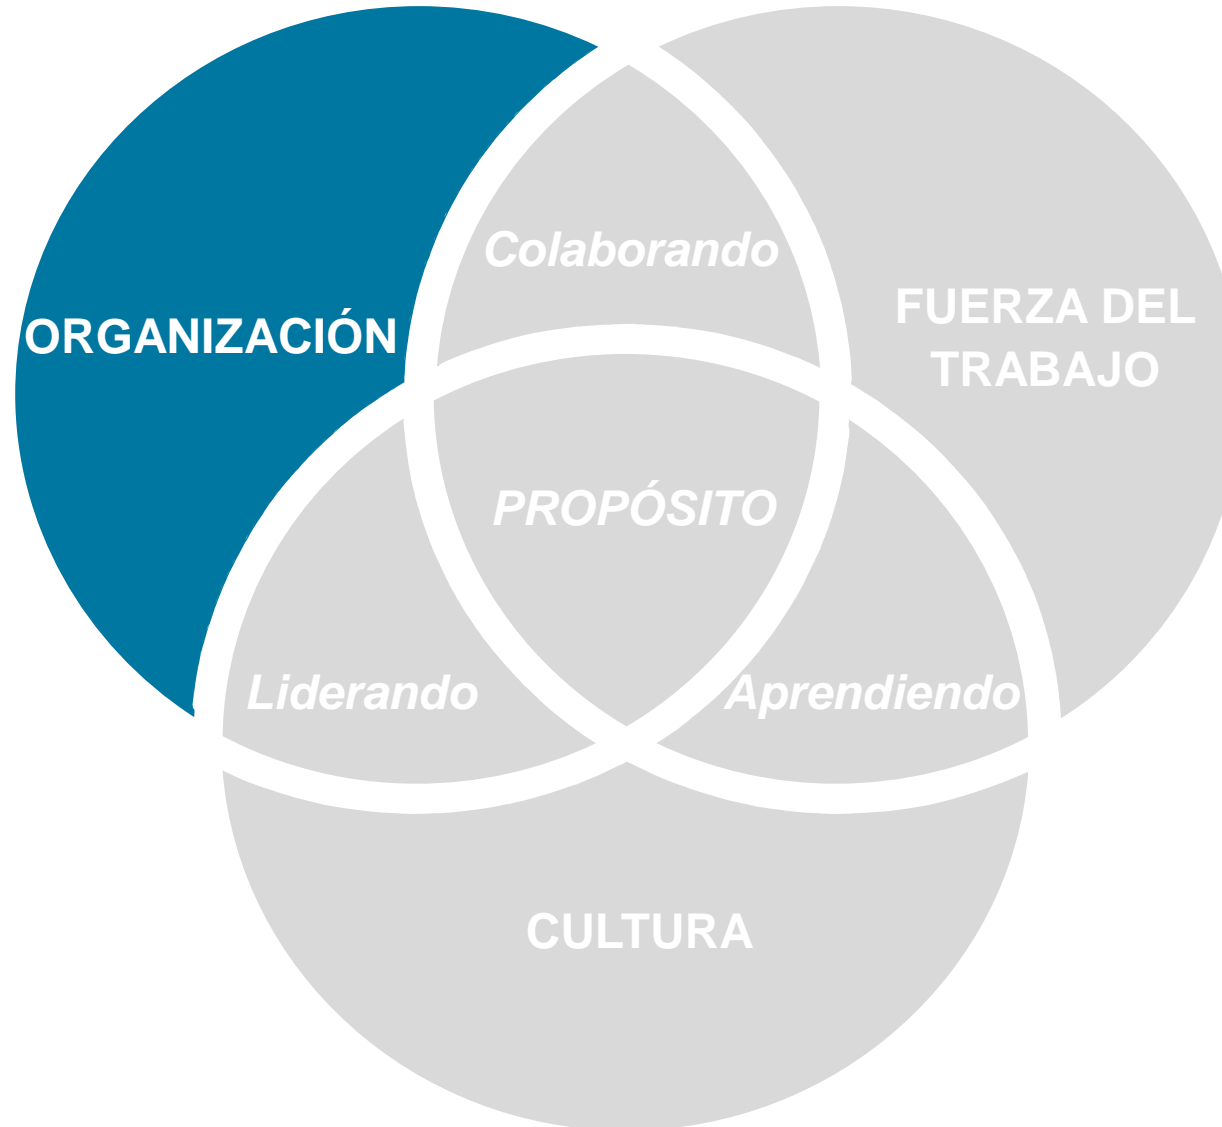 Colaborando
ORGANIZACIÓN
FUERZA DEL
TRABAJO
PROPÓSITO
Liderando
Aprendiendo
CULTURA